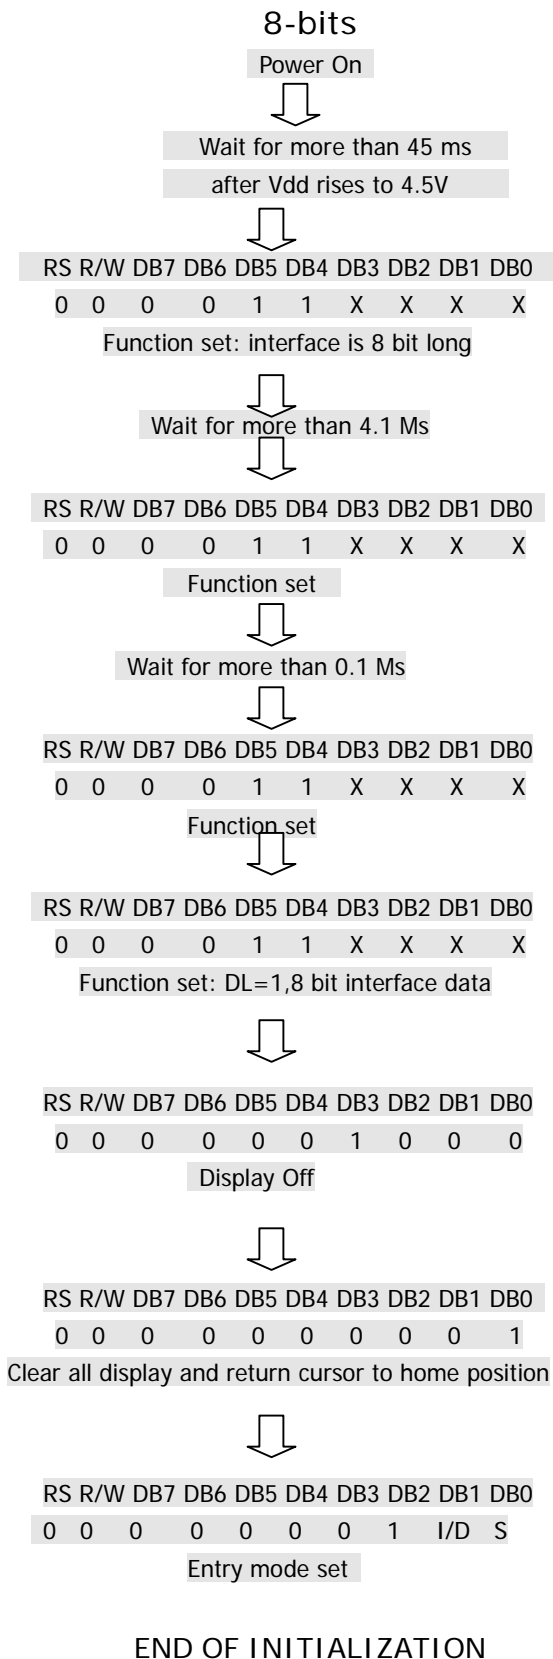 8-bits
Power On
Wait for more than 45 ms
after Vdd rises to 4.5V
RS R/W DB7 DB6 DB5 DB4 DB3 DB2 DB1 DB0
0 0 0 0 1 1 X X X X
Function set: interface is 8 bit long
Wait for more than 4.1 Ms
RS R/W DB7 DB6 DB5 DB4 DB3 DB2 DB1 DB0
0 0 0 0 1 1 X X X X
Function set
Wait for more than 0.1 Ms
RS R/W DB7 DB6 DB5 DB4 DB3 DB2 DB1 DB0
0 0 0 0 1 1 X X X X
Function set
RS R/W DB7 DB6 DB5 DB4 DB3 DB2 DB1 DB0
0 0 0 0 1 1 X X X X
Function set: DL=1,8 bit interface data
RS R/W DB7 DB6 DB5 DB4 DB3 DB2 DB1 DB0
0 0 0 0 0 0 1 0 0 0
Display Off
RS R/W DB7 DB6 DB5 DB4 DB3 DB2 DB1 DB0
0 0 0 0 0 0 0 0 0 1
Clear all display and return cursor to home position
RS R/W DB7 DB6 DB5 DB4 DB3 DB2 DB1 DB0
0 0 0 0 0 0 0 1 I/D S
Entry mode set
END OF INITIALIZATION